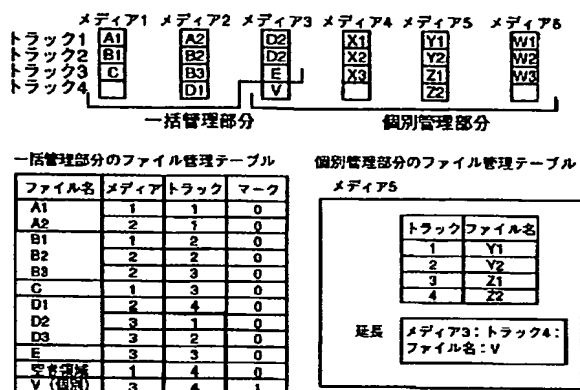 メディア1 メディア2 メディア3 メディア4 メディア5 メディア6
トラック1 A1 A2 D2 X1 Y1 W1
トラック2 B1 B2 D2 X2 Y2 W2
トラック3 C B3 E X3 Z1 W3
トラック4 D1 V Z2
一括管理部分 個別管理部分
一括管理部分のファイル管理テーブル
ファイル名 メディア トラック マーク
A1 1 1 0
A2 2 1 0
B1 1 2 0
B2 2 2 0
B3 2 3 0
C 1 3 0
D1 2 4 0
D2 3 1 0
D3 3 2 0
E 3 3 0
空き領域 1 4 0
V (個別) 3 4 1
個別管理部分のファイル管理テーブル
メディア5
トラック ファイル名
1 Y1
2 Y2
3 Z1
4 Z2
延長 メディア3:トラック4:
ファイル名:V